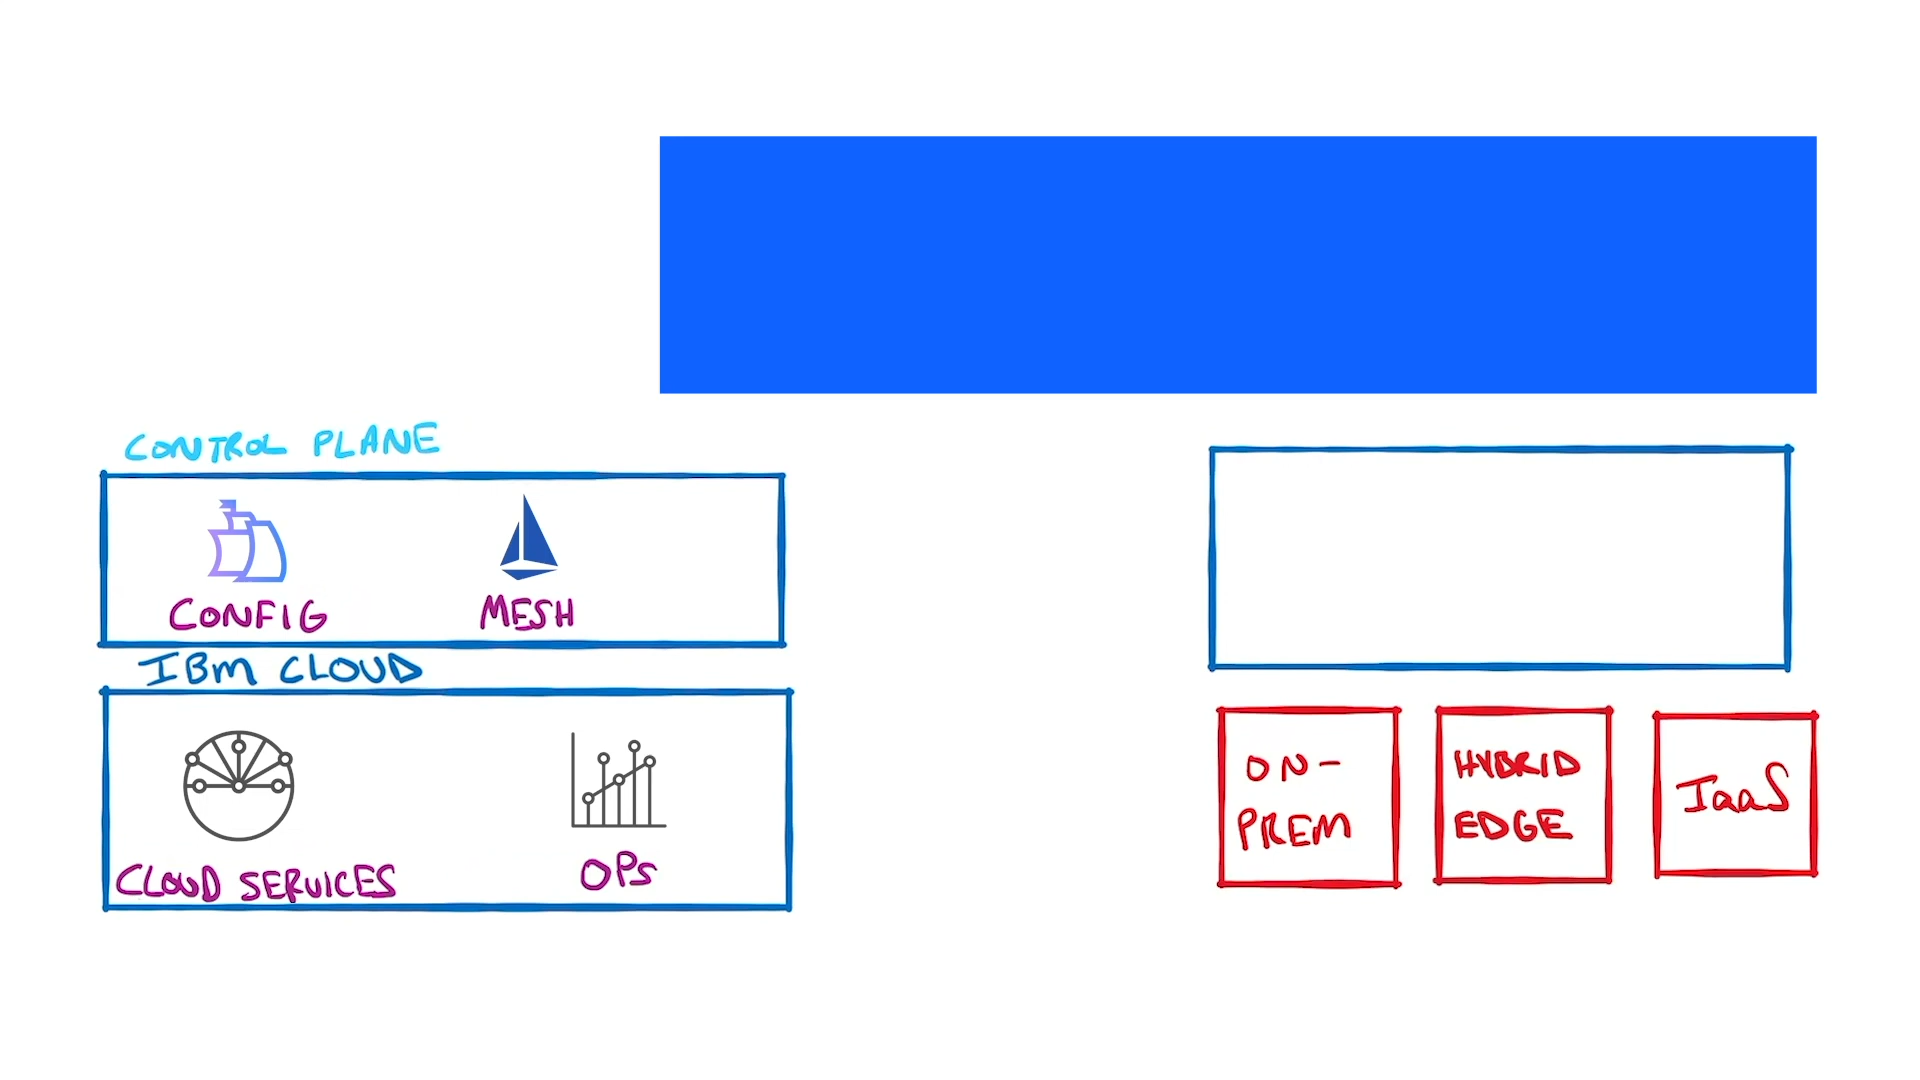 CONTROL PLANE
CONFIG
MESH
IBm CLOUD
CLOUD SERVICES
OPs
ON-
PREM
HYBRID
EDGE
IaaS